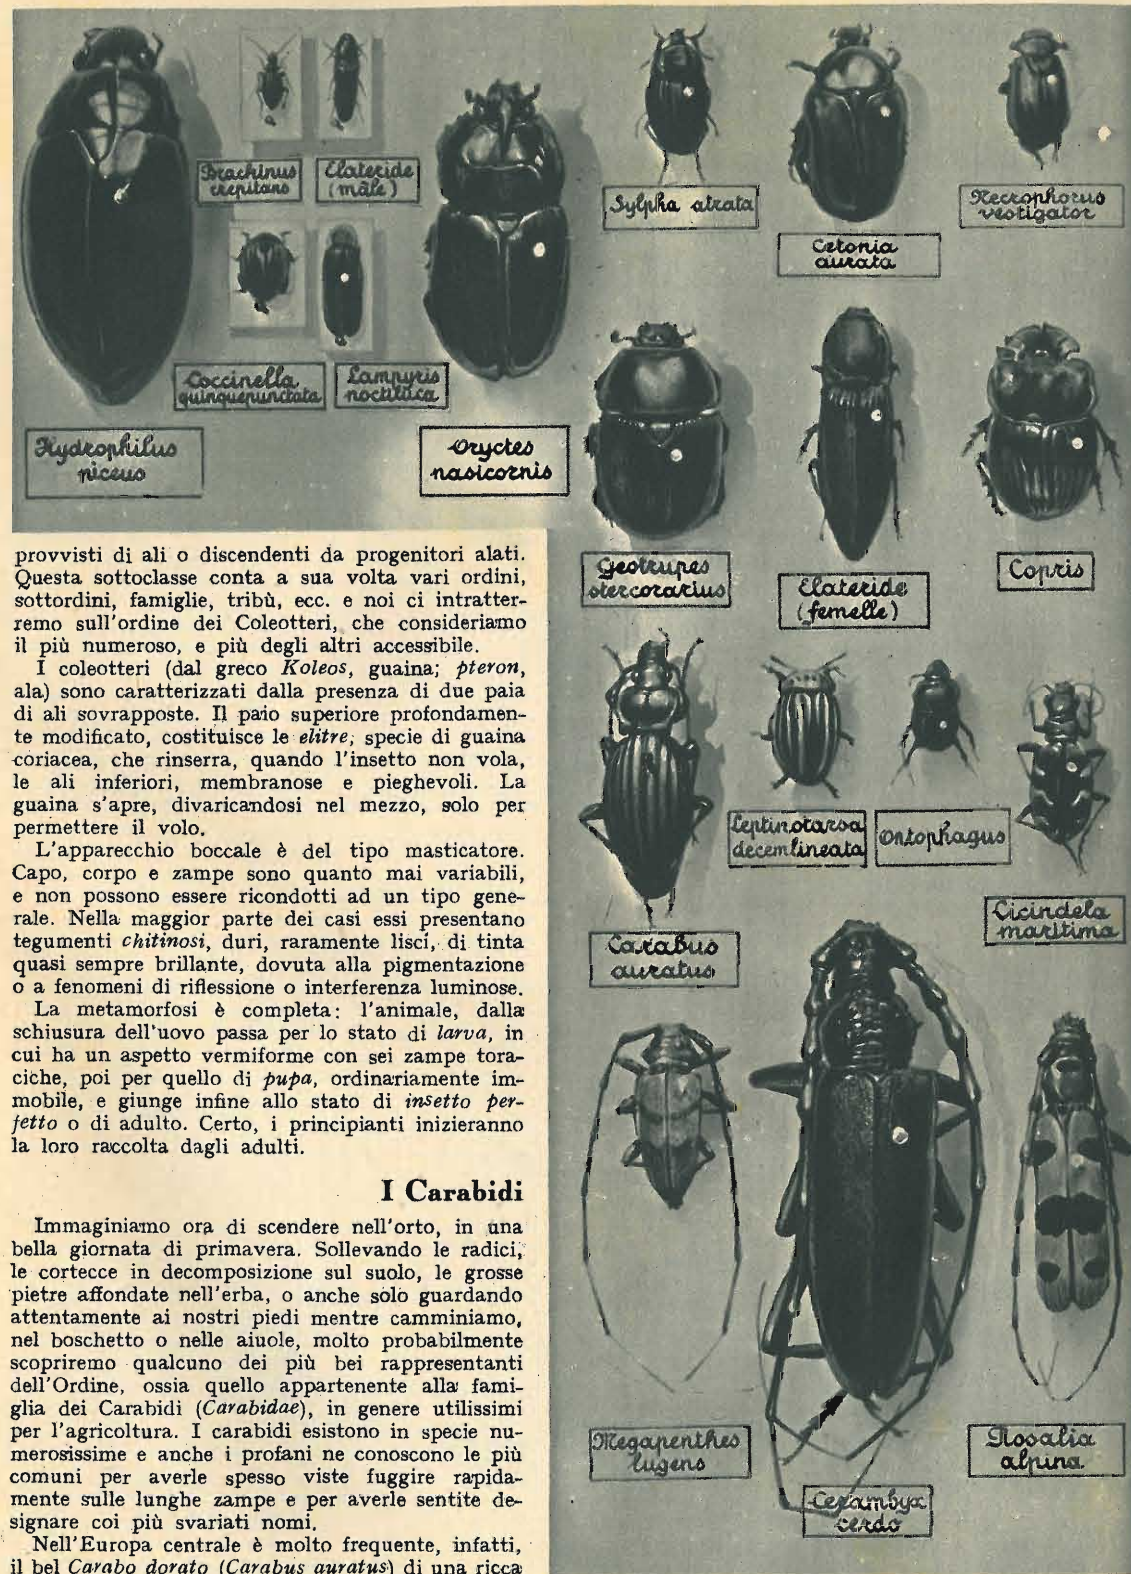 Brachinus
crepitans
Elateride
(mâle)
Sylpha atrata
Cetonia
aurata
Necrophorus
vestigator
Coccinella
quinquepunctata
Lampyris
noctiluca
Hydrophilus
piceus
Oryctes
nasicornis
Geotrupes
stercorarius
Elateride
(femelle)
Copris
Leptinotarsa
decemlineata
Ontophagus
Cicindela
maritima
Carabus
auratus
Megapenthes
lugens
Cerambyx
cerdo
Rosalia
alpina
provvisti di ali o discendenti da progenitori alati.
Questa sottoclasse conta a sua volta vari ordini,
sottordini, famiglie, tribù, ecc. e noi ci intratter-
remo sull'ordine dei Coleotteri, che consideriamo
il più numeroso, e più degli altri accessibile.
I coleotteri (dal greco Koleos, guaina; pteron,
ala) sono caratterizzati dalla presenza di due paia
di ali sovrapposte. Il paio superiore profondamen-
te modificato, costituisce le elitre, specie di guaina
coriacea, che rinserra, quando l'insetto non vola,
le ali inferiori, membranose e pieghevoli. La
guaina s'apre, divaricandosi nel mezzo, solo per
permettere il volo.
L'apparecchio boccale è del tipo masticatore.
Capo, corpo e zampe sono quanto mai variabili,
e non possono essere ricondotti ad un tipo gene-
rale. Nella maggior parte dei casi essi presentano
tegumenti chitinosi, duri, raramente lisci, di tinta
quasi sempre brillante, dovuta alla pigmentazione
o a fenomeni di riflessione o interferenza luminose.
La metamorfosi è completa: l'animale, dalla
schiusura dell'uovo passa per lo stato di larva, in
cui ha un aspetto vermiforme con sei zampe tora-
ciche, poi per quello di pupa, ordinariamente im-
mobile, e giunge infine allo stato di insetto per-
fetto o di adulto. Certo, i principianti inizieranno
la loro raccolta dagli adulti.
I Carabidi
Immaginiamo ora di scendere nell'orto, in una
bella giornata di primavera. Sollevando le radici,
le cortecce in decomposizione sul suolo, le grosse
pietre affondate nell'erba, o anche solo guardando
attentamente ai nostri piedi mentre camminiamo,
nel boschetto o nelle aiuole, molto probabilmente
scopriremo qualcuno dei più bei rappresentanti
dell'Ordine, ossia quello appartenente alla fami-
glia dei Carabidi (Carabidae), in genere utilissimi
per l'agricoltura. I carabidi esistono in specie nu-
merosissime e anche i profani ne conoscono le più
comuni per averle spesso viste fuggire rapida-
mente sulle lunghe zampe e per averle sentite de-
signare coi più svariati nomi.
Nell'Europa centrale è molto frequente, infatti,
il bel Carabo dorato (Carabus auratus) di una ricca